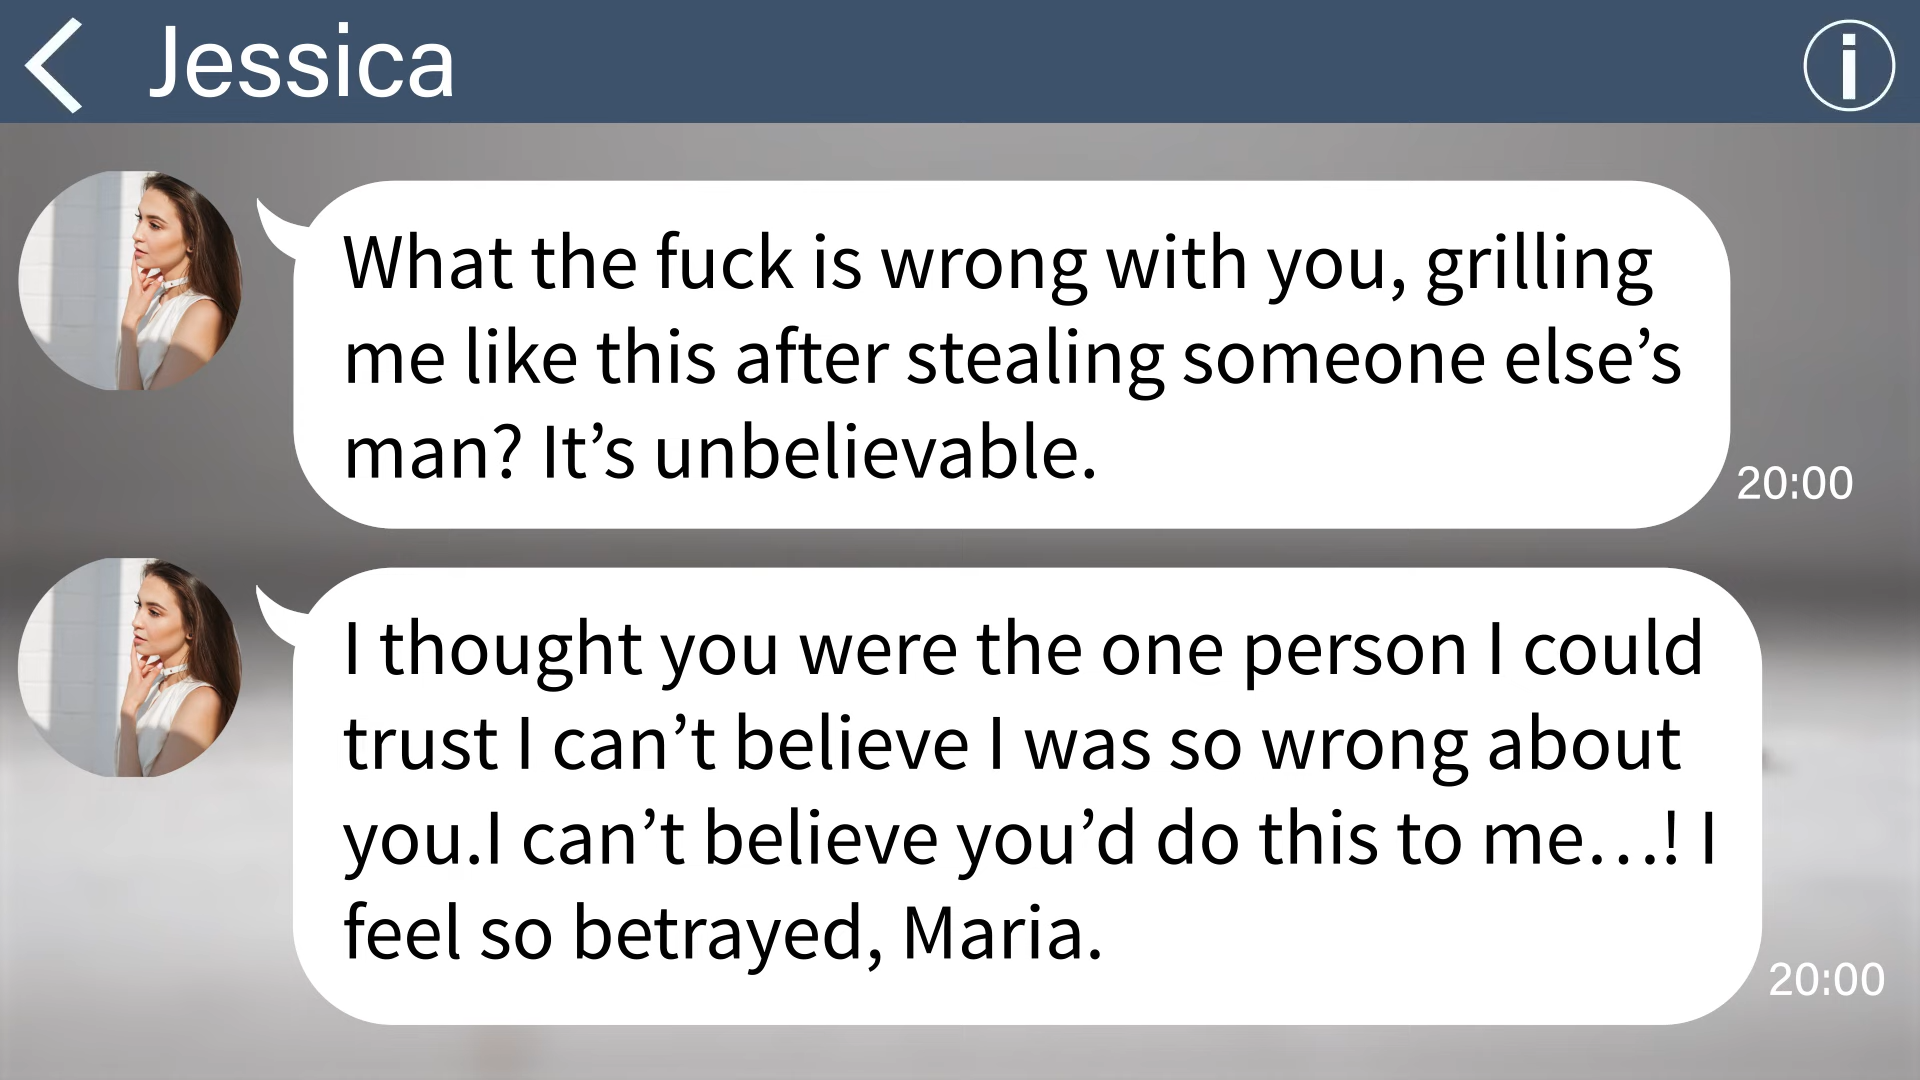 Jessica
What the fuck is wrong with you, grilling
me like this after stealing someone else’s
man? It’s unbelievable.
20:00
I thought you were the one person I could
trust I can’t believe I was so wrong about
you.I can’t believe you’d do this to me…! I
feel so betrayed, Maria.
20:00